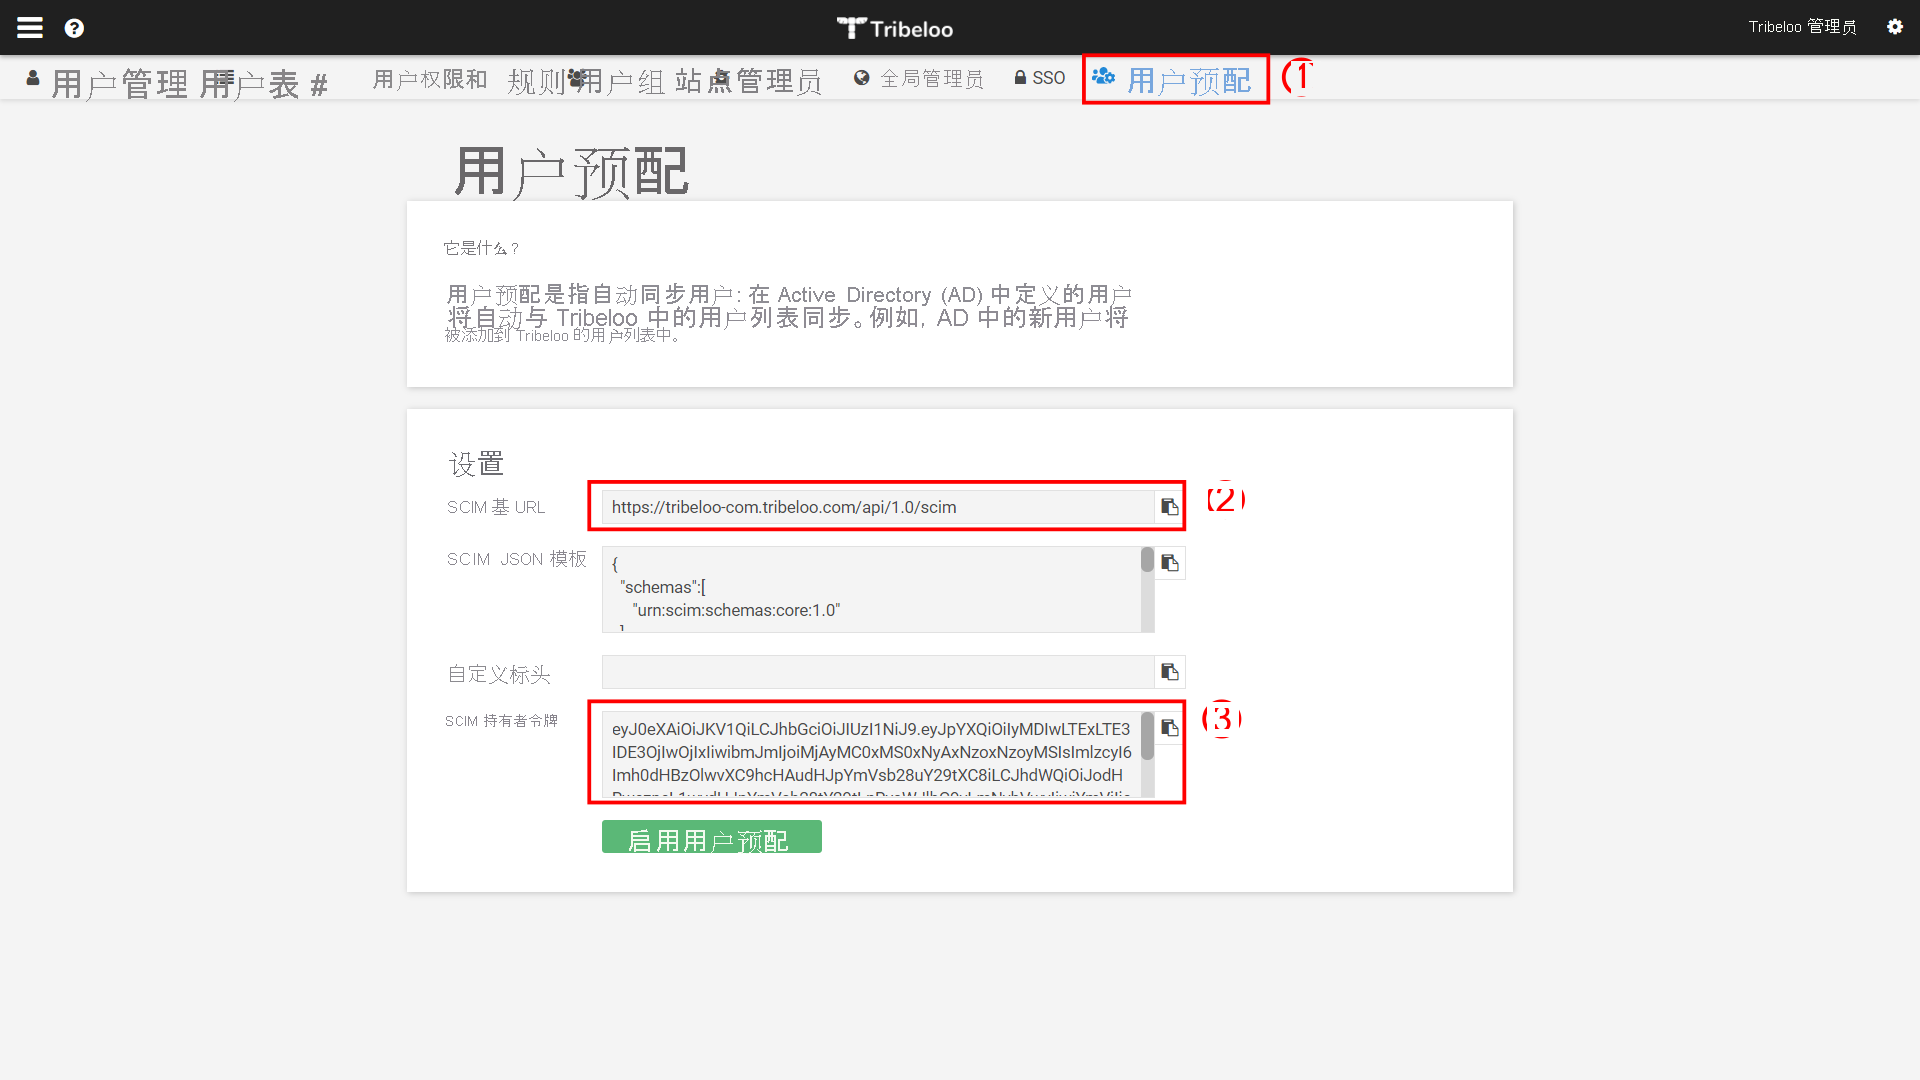 Tribeloo
Tribeloo 管理员
用户管理 用户表 # 用户权限和 规则 用户组 站点管理员 全局管理员 SSO 用户预配 (1)
用户预配
它是什么？
用户预配是指自动同步用户: 在 Active Directory (AD) 中定义的用户
将自动与 Tribeloo 中的用户列表同步。例如, AD 中的新用户将
被添加到 Tribeloo 的用户列表中。
设置
SCIM 基 URL https://tribeloo-com.tribeloo.com/api/1.0/scim (2)
SCIM JSON 模板 {
"schemas":[
"urn:scim:schemas:core:1.0"
]
自定义标头
SCIM 持有者令牌 (3)
eyJ0eXAiOiJKV1QiLCJhbGciOiJIUzI1NiJ9.eyJpYXQiOiIyMDIwLTExLTE3
IDE3OjIwOjIxIiwibmJmIjoiMjAyMC0xMS0xNyAxNzoxNzoyMSIsImlzcyI6
Imh0dHBzOlwvXC9hcHAudHJpYmVsb28uY29tXC8iLCJhdWQiOiJodH
启用用户预配